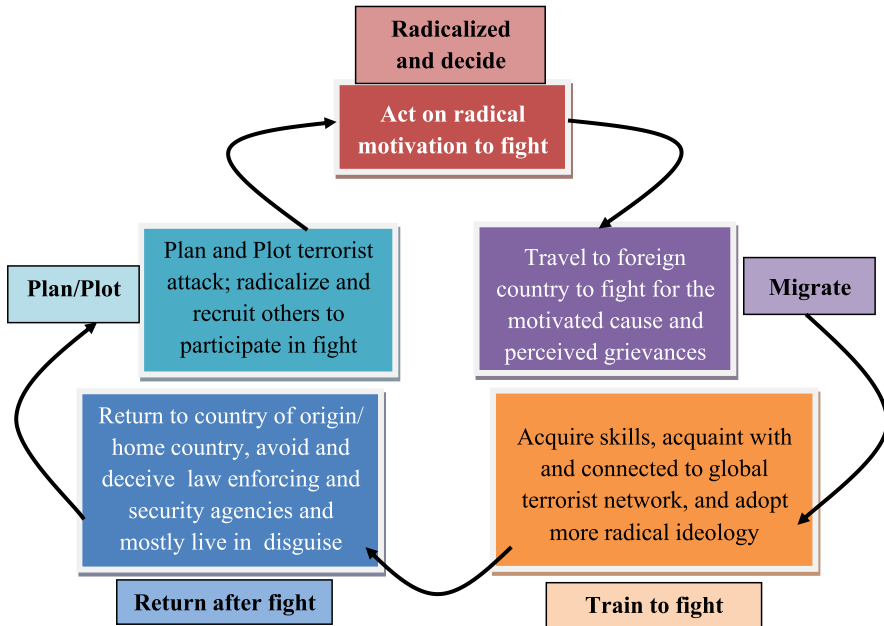 Radicalized
and decide
Act on radical
motivation to fight
Travel to foreign
country to fight for the
motivated cause and
perceived grievances
Migrate
Acquire skills, acquaint with
and connected to global
terrorist network, and adopt
more radical ideology
Train to fight
Return to country of origin/
home country, avoid and
deceive law enforcing and
security agencies and
mostly live in disguise
Return after fight
Plan/Plot
Plan and Plot terrorist
attack; radicalize and
recruit others to
participate in fight